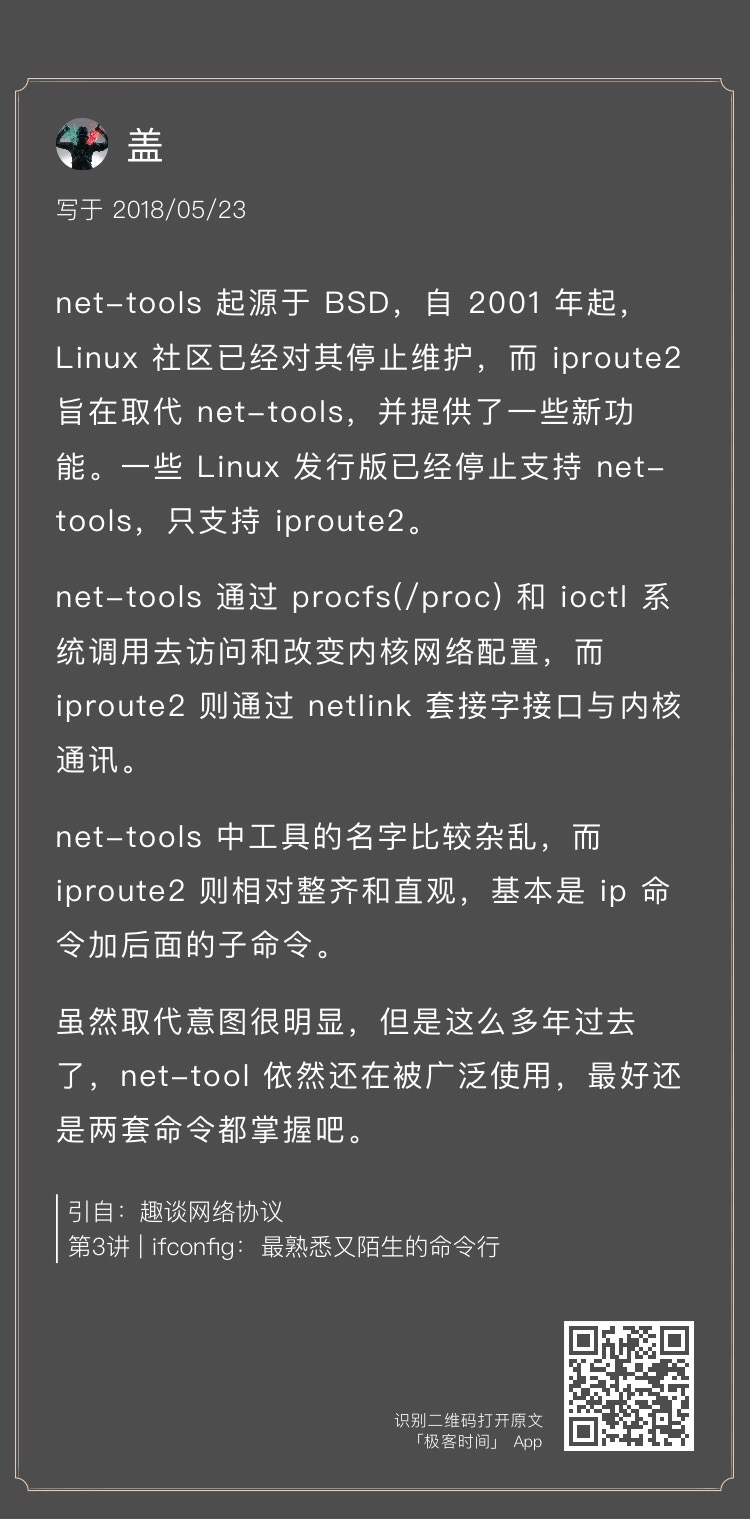 盖
写于 2018/05/23
net-tools 起源于 BSD，自 2001 年起，
Linux 社区已经对其停止维护，而 iproute2
旨在取代 net-tools，并提供了一些新功
能。一些 Linux 发行版已经停止支持 net-
tools，只支持 iproute2。
net-tools 通过 procfs(/proc) 和 ioctl 系
统调用去访问和改变内核网络配置，而
iproute2 则通过 netlink 套接字接口与内核
通讯。
net-tools 中工具的名字比较杂乱，而
iproute2 则相对整齐和直观，基本是 ip 命
令加后面的子命令。
虽然取代意图很明显，但是这么多年过去
了，net-tool 依然还在被广泛使用，最好还
是两套命令都掌握吧。
引自：趣谈网络协议
第3讲 | ifconfig：最熟悉又陌生的命令行
识别二维码打开原文
「极客时间」 App